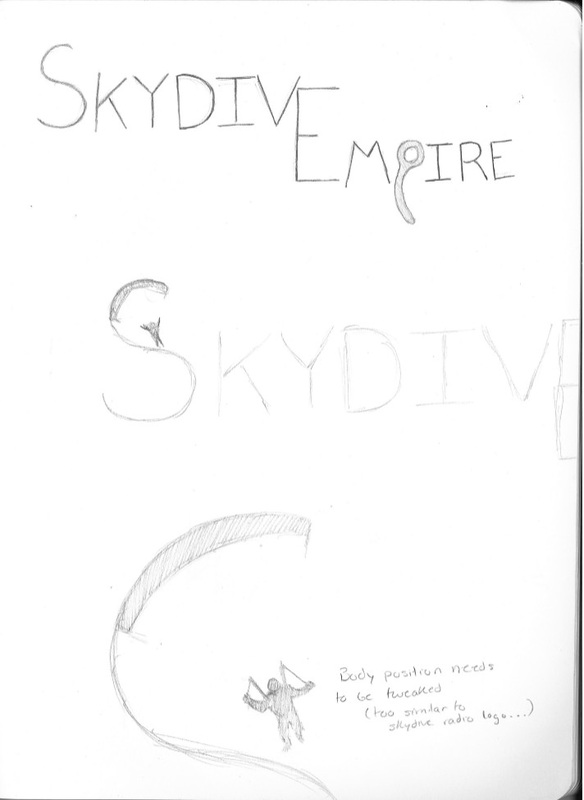 SKYDIVE
EMPIRE
SKYDIVE
E
Body position needs
to be tweaked
(too similar to
skydive radio logo...)